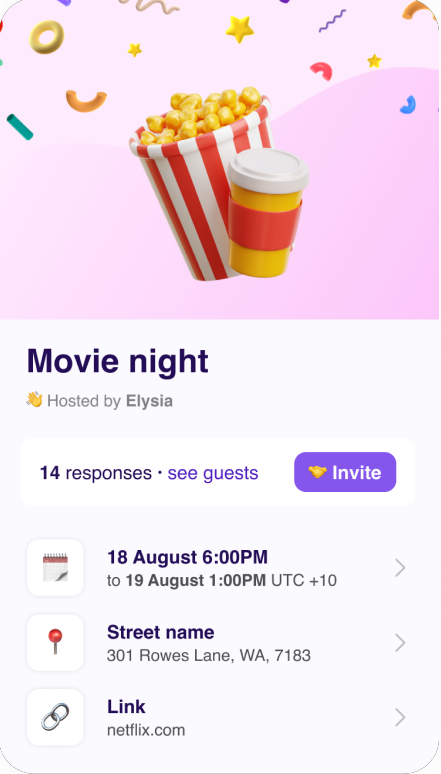 Movie night
👋 Hosted by Elysia
14 responses · see guests
🤝 Invite
18 August 6:00PM
to 19 August 1:00PM UTC +10
Street name
301 Rowes Lane, WA, 7183
Link
netflix.com